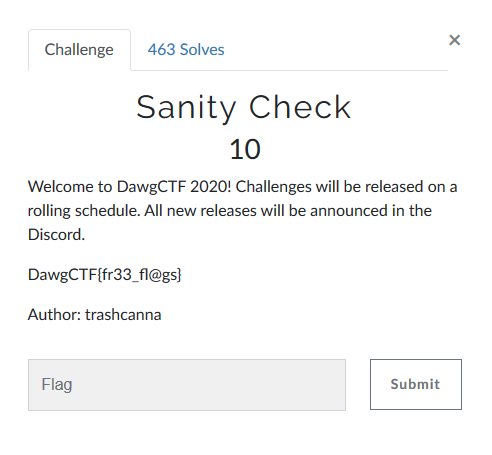 Challenge
463 Solves
×
Sanity Check
10
Welcome to DawgCTF 2020! Challenges will be released on a
rolling schedule. All new releases will be announced in the
Discord.
DawgCTF{fr33_fl@gs}
Author: trashcanna
Flag
Submit